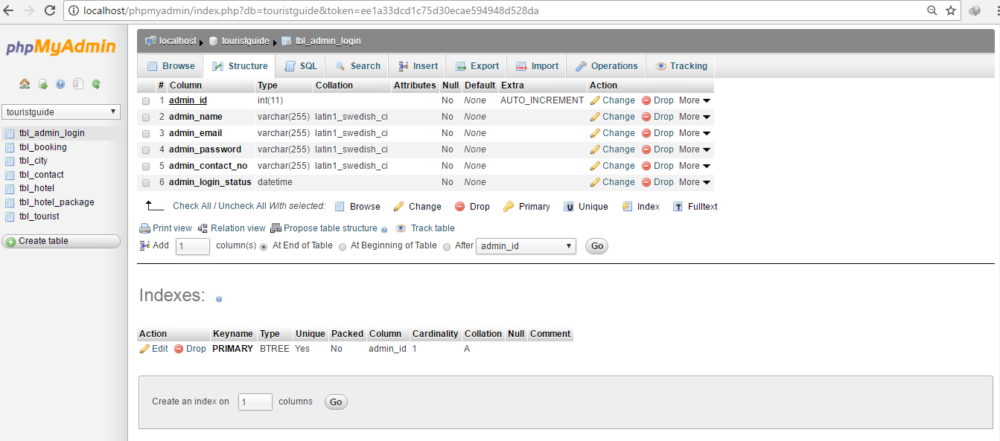 localhost/phpmyadmin/index.php?db=touristguide&token=ee1a33dcd1c75d30ecae594948d528da
phpMyAdmin
touristguide
tbl_admin_login
tbl_booking
tbl_city
tbl_contact
tbl_hotel
tbl_hotel_package
tbl_tourist
Create table
localhost touristguide tbl_admin_login
Browse Structure SQL Search Insert Export Import Operations Tracking
# Column Type Collation Attributes Null Default Extra Action
1 admin_id int(11) No None AUTO_INCREMENT Change Drop More
2 admin_name varchar(255) latin1_swedish_ci No None Change Drop More
3 admin_email varchar(255) latin1_swedish_ci No None Change Drop More
4 admin_password varchar(255) latin1_swedish_ci No None Change Drop More
5 admin_contact_no varchar(255) latin1_swedish_ci No None Change Drop More
6 admin_login_status datetime No None Change Drop More
Check All / Uncheck All With selected: Browse Change Drop Primary U Unique Index T Fulltext
Print view Relation view Propose table structure Track table
Add 1 column(s) At End of Table At Beginning of Table After admin_id Go
Indexes:
Action Keyname Type Unique Packed Column Cardinality Collation Null Comment
Edit Drop PRIMARY BTREE Yes No admin_id 1 A
Create an index on 1 columns Go